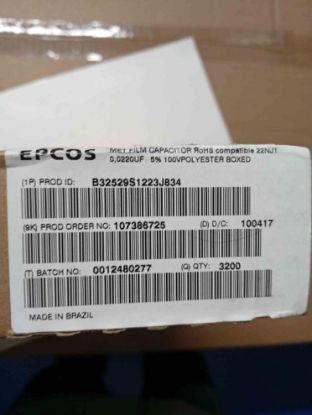 EPCOS MET FILM CAPACITOR RoHS compatible 22NJ1
0,0220UF 5% 100VPOLYESTER BOXED
(1P) PROD ID: B32529S1223J834
(9K) PROD ORDER NO: 107386725 (D) D/C: 100417
(T) BATCH NO: 0012480277 (Q) QTY: 3200
MADE IN BRAZIL